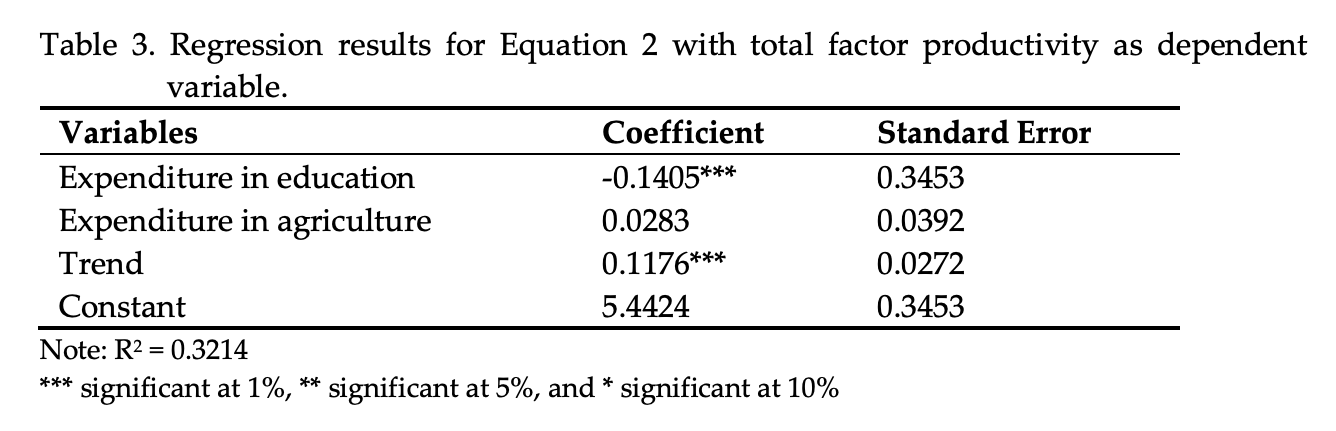 Table 3. Regression results for Equation 2 with total factor productivity as dependent
variable.
Variables Coefficient Standard Error
Expenditure in education -0.1405*** 0.3453
Expenditure in agriculture 0.0283 0.0392
Trend 0.1176*** 0.0272
Constant 5.4424 0.3453
Note: R² = 0.3214
*** significant at 1%, ** significant at 5%, and * significant at 10%